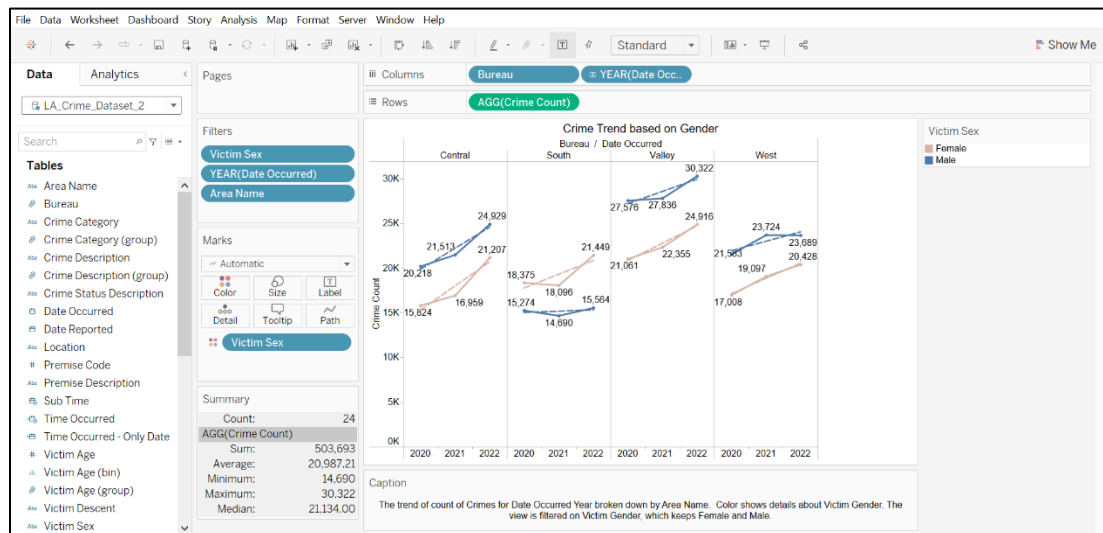 File Data Worksheet Dashboard Story Analysis Map Format Server Window Help
Standard
Show Me
Data Analytics
LA_Crime_Dataset_2
Search
Tables
Abc Area Name
Bureau
Abc Crime Category
Crime Category (group)
Abc Crime Description
Crime Description (group)
Abc Crime Status Description
Date Occurred
Date Reported
Abc Location
# Premise Code
Abc Premise Description
Sub Time
Time Occurred
Time Occurred - Only Date
# Victim Age
Victim Age (bin)
Victim Age (group)
Abc Victim Descent
Abc Victim Sex
Pages
Filters
Victim Sex
YEAR(Date Occurred)
Area Name
Marks
Automatic
Color Size Label
Detail Tooltip Path
Victim Sex
Summary
Count: 24
AGG(Crime Count)
Sum: 503,693
Average: 20,987.21
Minimum: 14,690
Maximum: 30,322
Median: 21,134.00
Columns Bureau YEAR(Date Occ..
Rows AGG(Crime Count)
Crime Trend based on Gender
Bureau / Date Occurred
Central South Valley West
Crime Count
30K
25K
20K
15K
10K
5K
0K
20,218 21,513 24,929
15,824 16,959 21,207
18,375 18,096 21,449
15,274 14,690 15,564
27,576 27,836 30,322
21,061 22,355 24,916
21,583 23,724 23,689
17,008 19,097 20,428
2020 2021 2022 2020 2021 2022 2020 2021 2022 2020 2021 2022
Caption
The trend of count of Crimes for Date Occurred Year broken down by Area Name. Color shows details about Victim Gender. The
view is filtered on Victim Gender, which keeps Female and Male.
Victim Sex
Female
Male